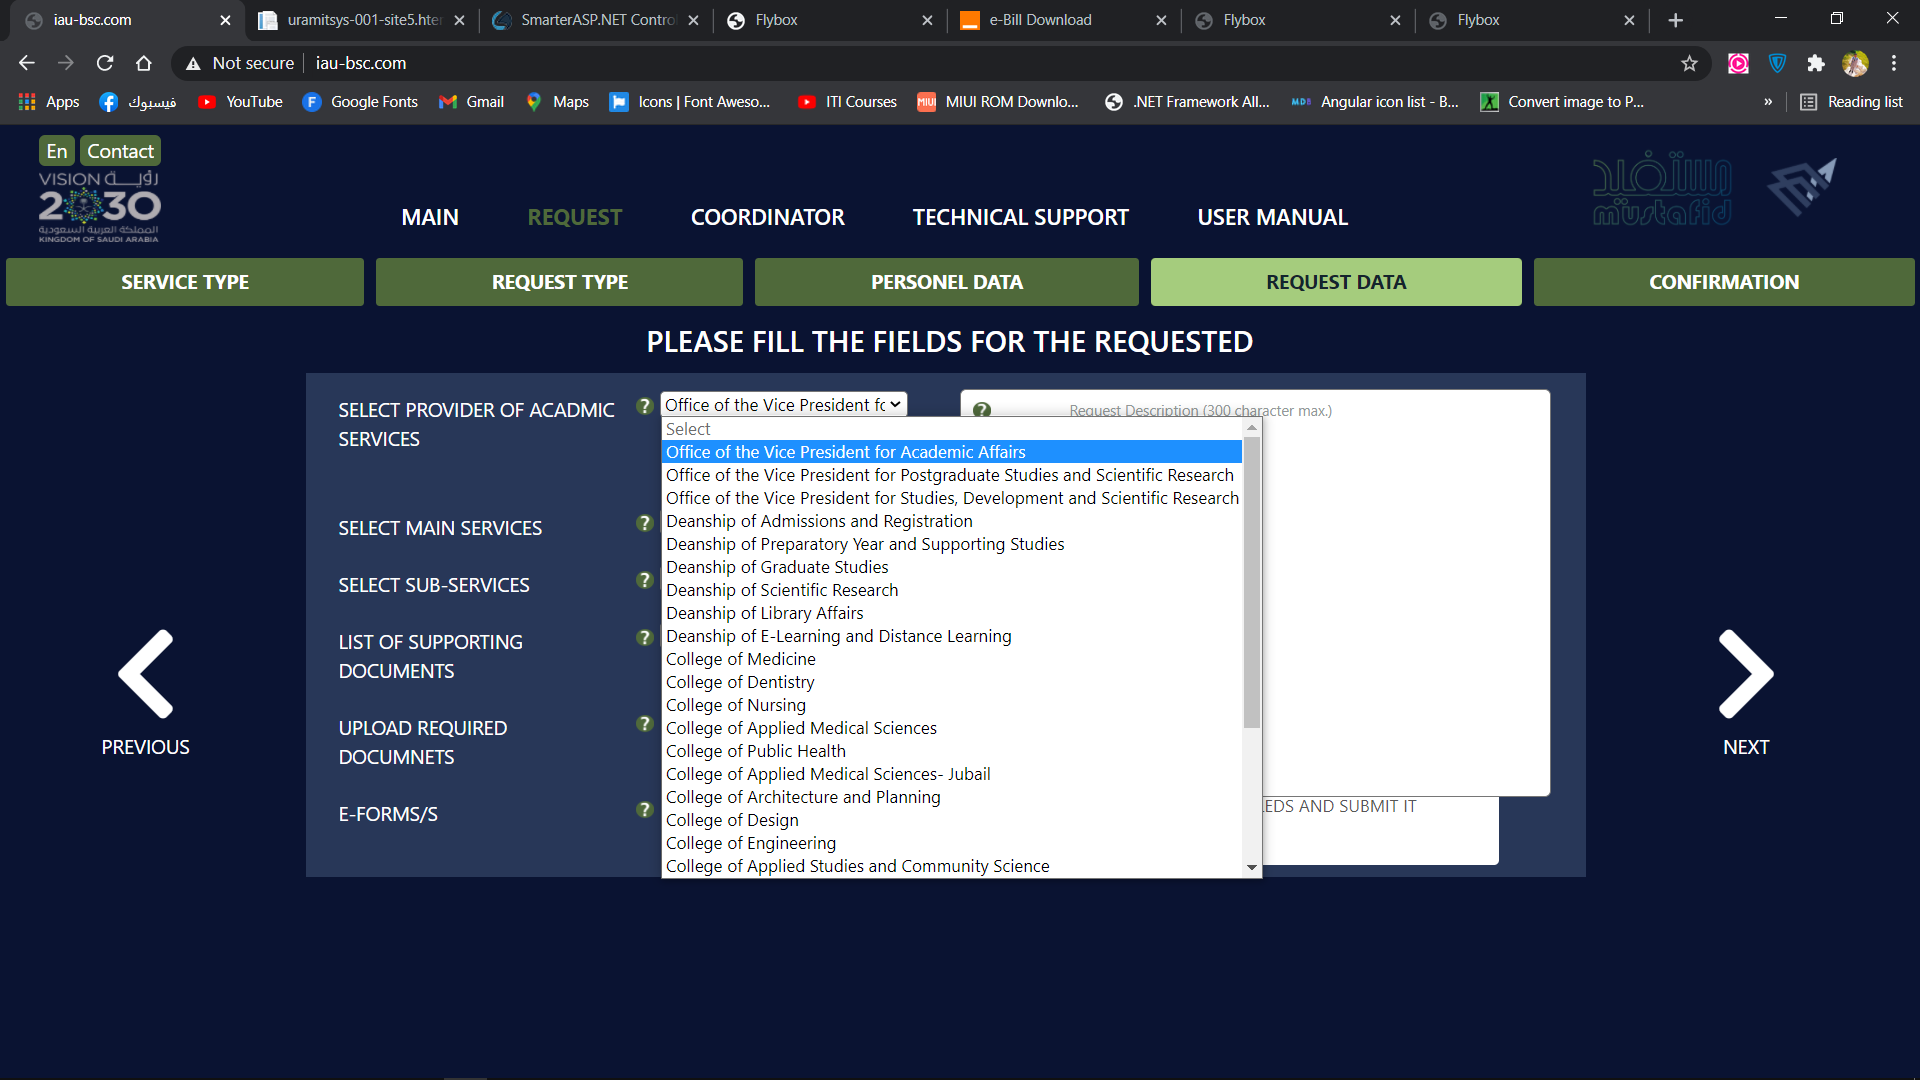 iau-bsc.com
uramitsys-001-site5.hter
SmarterASP.NET Contro
Flybox
e-Bill Download
Flybox
Flybox
Not secure
iau-bsc.com
Apps
فيسبوك
YouTube
Google Fonts
Gmail
Maps
Icons | Font Aweso...
ITI Courses
MIUI ROM Downlo...
.NET Framework All...
Angular icon list - B...
Convert image to P...
»
Reading list
En
Contact
VISION رؤيــة
2030
المملكة العربية السعودية
KINGDOM OF SAUDI ARABIA
MAIN
REQUEST
COORDINATOR
TECHNICAL SUPPORT
USER MANUAL
مستفيد
mustafid
SERVICE TYPE
REQUEST TYPE
PERSONEL DATA
REQUEST DATA
CONFIRMATION
PLEASE FILL THE FIELDS FOR THE REQUESTED
SELECT PROVIDER OF ACADMIC
SERVICES
Office of the Vice President fo
Request Description (300 character max.)
Select
Office of the Vice President for Academic Affairs
Office of the Vice President for Postgraduate Studies and Scientific Research
Office of the Vice President for Studies, Development and Scientific Research
Deanship of Admissions and Registration
Deanship of Preparatory Year and Supporting Studies
Deanship of Graduate Studies
Deanship of Scientific Research
Deanship of Library Affairs
Deanship of E-Learning and Distance Learning
College of Medicine
College of Dentistry
College of Nursing
College of Applied Medical Sciences
College of Public Health
College of Applied Medical Sciences- Jubail
College of Architecture and Planning
College of Design
College of Engineering
College of Applied Studies and Community Science
SELECT MAIN SERVICES
SELECT SUB-SERVICES
LIST OF SUPPORTING
DOCUMENTS
UPLOAD REQUIRED
DOCUMNETS
E-FORMS/S
EDS AND SUBMIT IT
PREVIOUS
NEXT